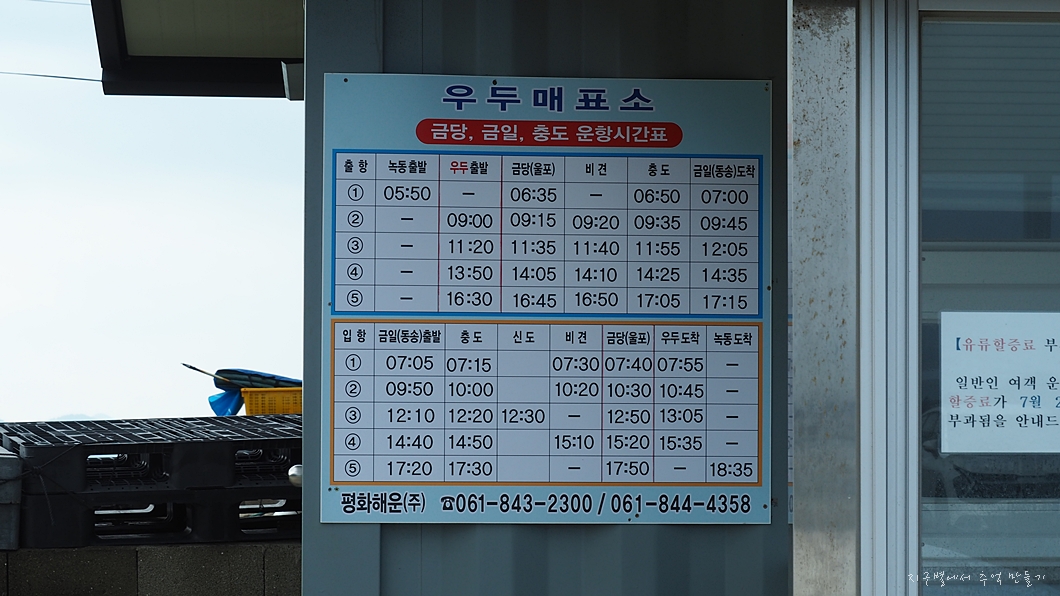 우두매표소
금당, 금일, 충도 운항시간표
출 항 녹동출발 우두출발 금당(울포) 비 견 충 도 금일(동송)도착
① 05:50 － 06:35 － 06:50 07:00
② － 09:00 09:15 09:20 09:35 09:45
③ － 11:20 11:35 11:40 11:55 12:05
④ － 13:50 14:05 14:10 14:25 14:35
⑤ － 16:30 16:45 16:50 17:05 17:15
입 항 금일(동송)출발 충 도 신 도 비 견 금당(울포) 우두도착 녹동도착
① 07:05 07:15 07:30 07:40 07:55 －
② 09:50 10:00 10:20 10:30 10:45 －
③ 12:10 12:20 12:30 － 12:50 13:05 －
④ 14:40 14:50 15:10 15:20 15:35 －
⑤ 17:20 17:30 － 17:50 － 18:35
평화해운(주) ☎061-843-2300 / 061-844-4358
【유류할증료 부
일반인 여객 운
할증료가 7월 2
부과됨을 안내드
지구별에서 추억 만들기